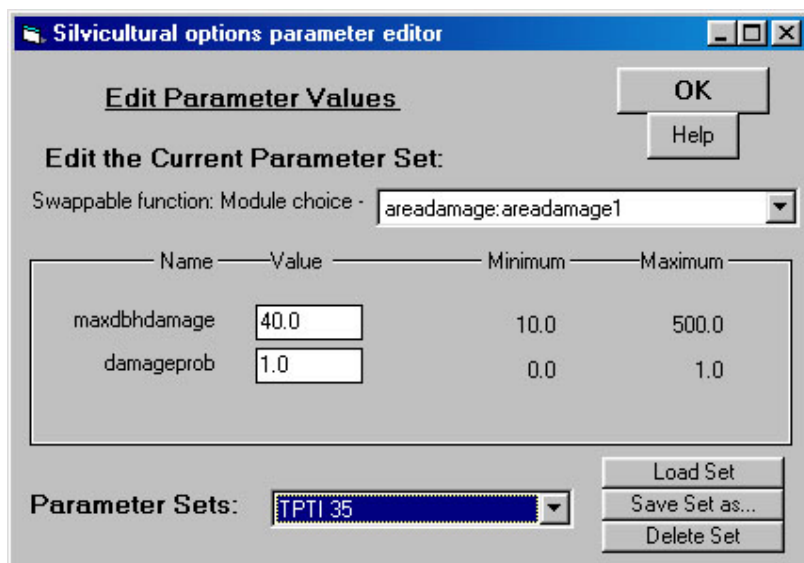 Silvicultural options parameter editor
Edit Parameter Values
OK
Help
Edit the Current Parameter Set:
Swappable function: Module choice - areadamage:areadamage1
Name Value Minimum Maximum
maxdbhdamage 40.0 10.0 500.0
damageprob 1.0 0.0 1.0
Parameter Sets: TPTI 35
Load Set
Save Set as...
Delete Set